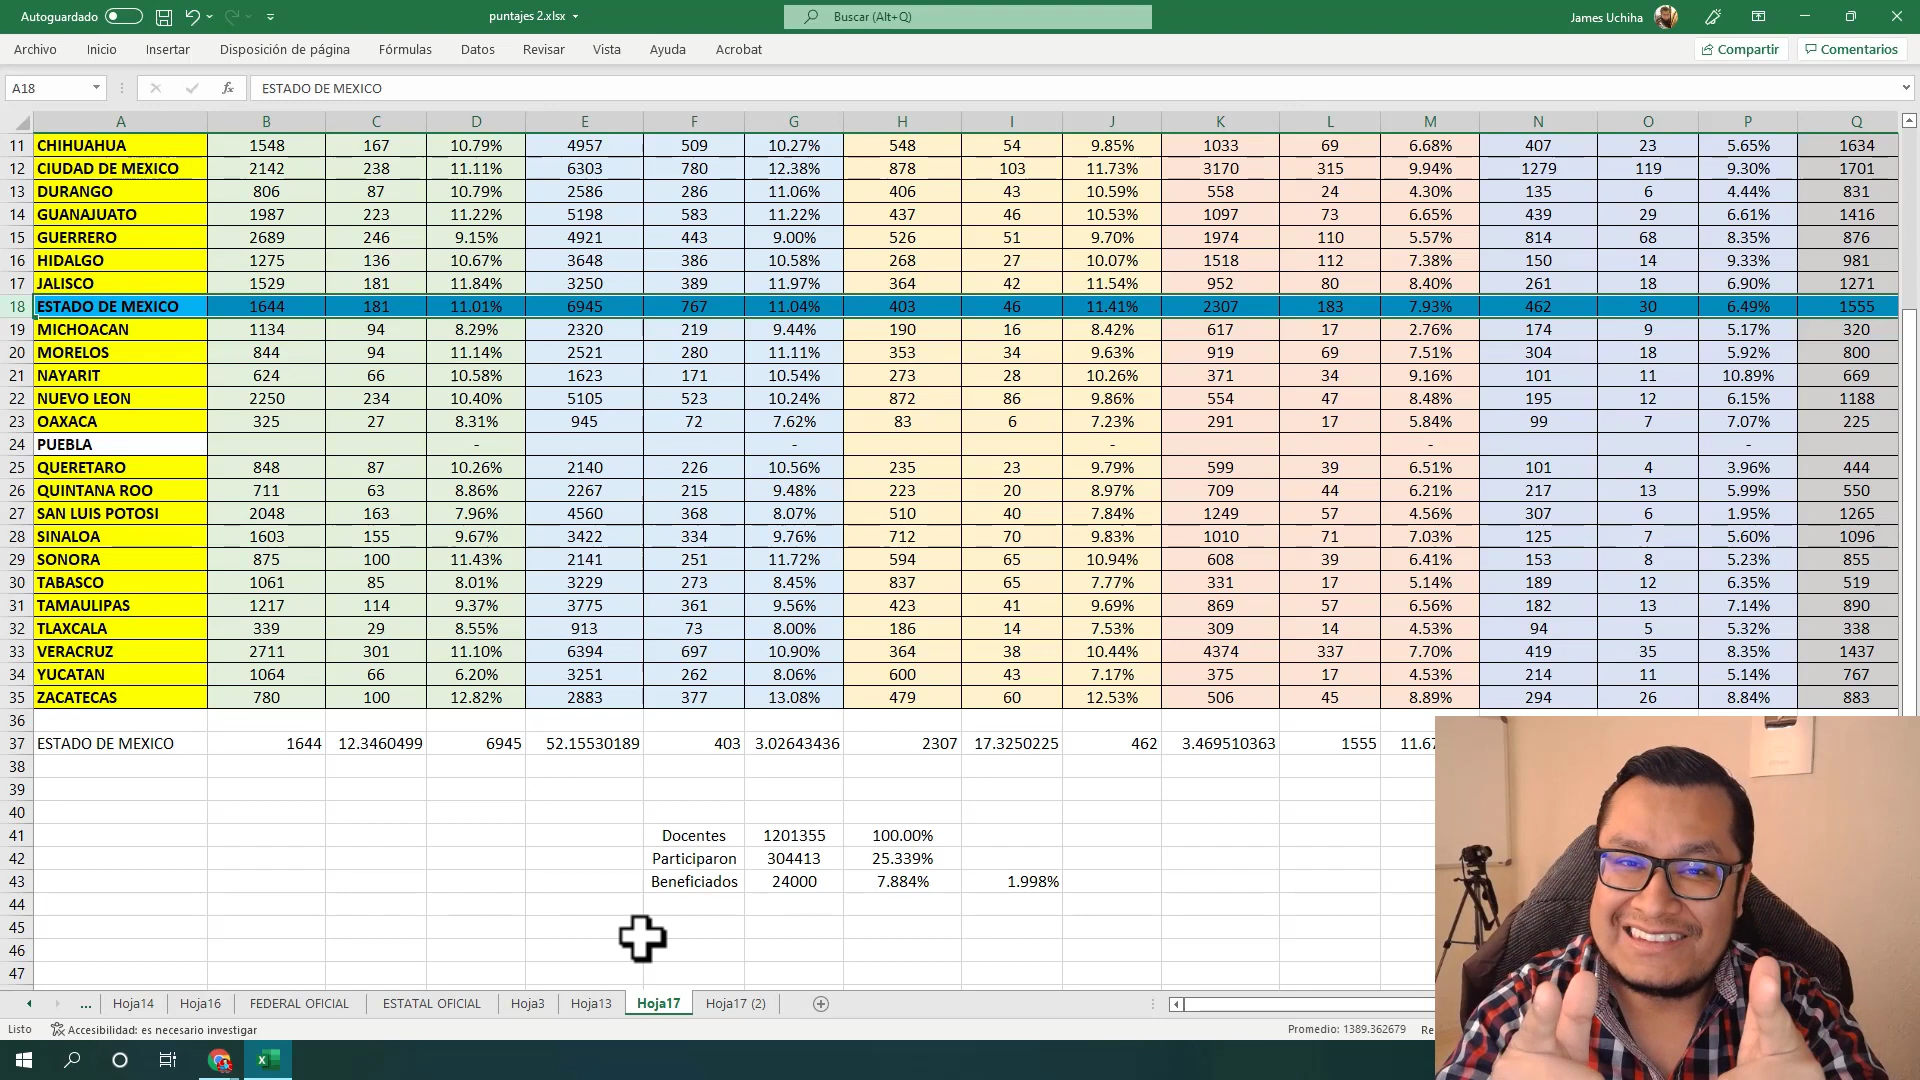 Autoguardado puntajes 2.xlsx Buscar (Alt+Q) James Uchiha
Archivo Inicio Insertar Disposición de página Fórmulas Datos Revisar Vista Ayuda Acrobat Compartir Comentarios
A18 fx ESTADO DE MEXICO
A B C D E F G H I J K L M N O P Q
11 CHIHUAHUA 1548 167 10.79% 4957 509 10.27% 548 54 9.85% 1033 69 6.68% 407 23 5.65% 1634
12 CIUDAD DE MEXICO 2142 238 11.11% 6303 780 12.38% 878 103 11.73% 3170 315 9.94% 1279 119 9.30% 1701
13 DURANGO 806 87 10.79% 2586 286 11.06% 406 43 10.59% 558 24 4.30% 135 6 4.44% 831
14 GUANAJUATO 1987 223 11.22% 5198 583 11.22% 437 46 10.53% 1097 73 6.65% 439 29 6.61% 1416
15 GUERRERO 2689 246 9.15% 4921 443 9.00% 526 51 9.70% 1974 110 5.57% 814 68 8.35% 876
16 HIDALGO 1275 136 10.67% 3648 386 10.58% 268 27 10.07% 1518 112 7.38% 150 14 9.33% 981
17 JALISCO 1529 181 11.84% 3250 389 11.97% 364 42 11.54% 952 80 8.40% 261 18 6.90% 1271
18 ESTADO DE MEXICO 1644 181 11.01% 6945 767 11.04% 403 46 11.41% 2307 183 7.93% 462 30 6.49% 1555
19 MICHOACAN 1134 94 8.29% 2320 219 9.44% 190 16 8.42% 617 17 2.76% 174 9 5.17% 320
20 MORELOS 844 94 11.14% 2521 280 11.11% 353 34 9.63% 919 69 7.51% 304 18 5.92% 800
21 NAYARIT 624 66 10.58% 1623 171 10.54% 273 28 10.26% 371 34 9.16% 101 11 10.89% 669
22 NUEVO LEON 2250 234 10.40% 5105 523 10.24% 872 86 9.86% 554 47 8.48% 195 12 6.15% 1188
23 OAXACA 325 27 8.31% 945 72 7.62% 83 6 7.23% 291 17 5.84% 99 7 7.07% 225
24 PUEBLA - - - - -
25 QUERETARO 848 87 10.26% 2140 226 10.56% 235 23 9.79% 599 39 6.51% 101 4 3.96% 444
26 QUINTANA ROO 711 63 8.86% 2267 215 9.48% 223 20 8.97% 709 44 6.21% 217 13 5.99% 550
27 SAN LUIS POTOSI 2048 163 7.96% 4560 368 8.07% 510 40 7.84% 1249 57 4.56% 307 6 1.95% 1265
28 SINALOA 1603 155 9.67% 3422 334 9.76% 712 70 9.83% 1010 71 7.03% 125 7 5.60% 1096
29 SONORA 875 100 11.43% 2141 251 11.72% 594 65 10.94% 608 39 6.41% 153 8 5.23% 855
30 TABASCO 1061 85 8.01% 3229 273 8.45% 837 65 7.77% 331 17 5.14% 189 12 6.35% 519
31 TAMAULIPAS 1217 114 9.37% 3775 361 9.56% 423 41 9.69% 869 57 6.56% 182 13 7.14% 890
32 TLAXCALA 339 29 8.55% 913 73 8.00% 186 14 7.53% 309 14 4.53% 94 5 5.32% 338
33 VERACRUZ 2711 301 11.10% 6394 697 10.90% 364 38 10.44% 4374 337 7.70% 419 35 8.35% 1437
34 YUCATAN 1064 66 6.20% 3251 262 8.06% 600 43 7.17% 375 17 4.53% 214 11 5.14% 767
35 ZACATECAS 780 100 12.82% 2883 377 13.08% 479 60 12.53% 506 45 8.89% 294 26 8.84% 883
36
37 ESTADO DE MEXICO 1644 12.3460499 6945 52.15530189 403 3.02643436 2307 17.3250225 462 3.469510363 1555 11.67
38
39
40
41 Docentes 1201355 100.00%
42 Participaron 304413 25.339%
43 Beneficiados 24000 7.884% 1.998%
44
45
46
47
... Hoja14 Hoja16 FEDERAL OFICIAL ESTATAL OFICIAL Hoja3 Hoja13 Hoja17 Hoja17 (2)
Listo Accesibilidad: es necesario investigar Promedio: 1389.362679 Re